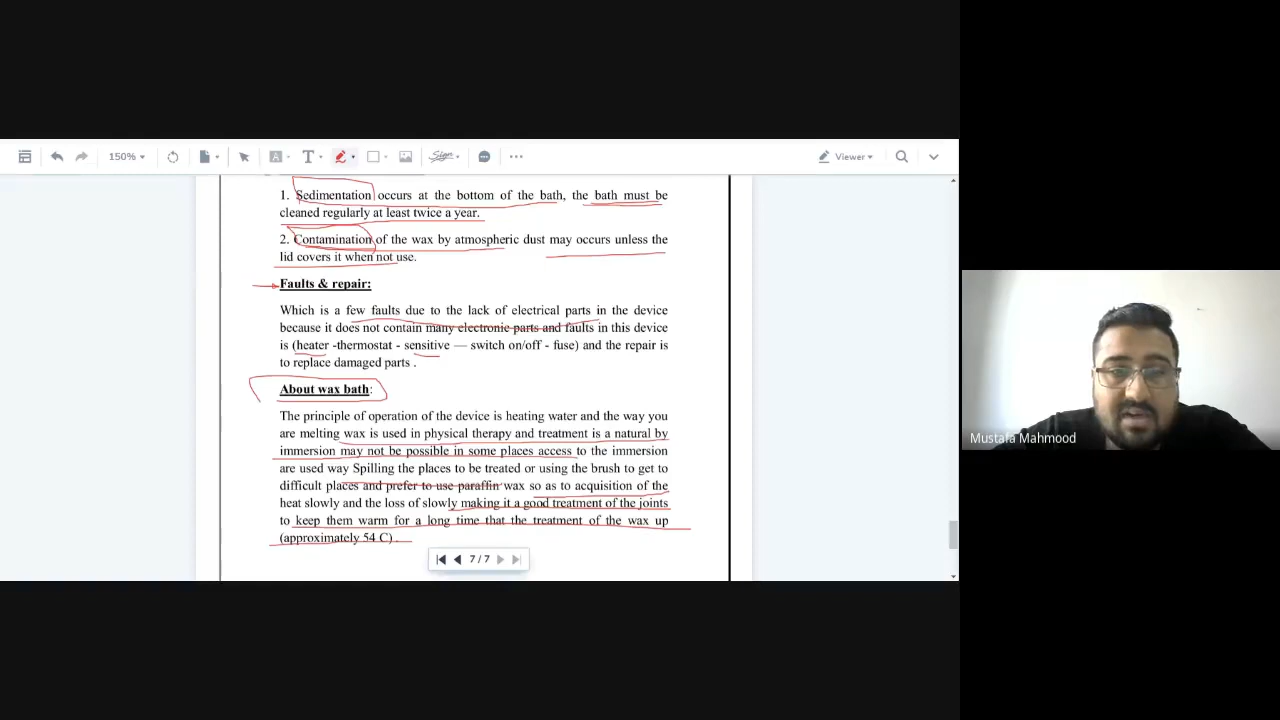 150%
T
A
Sign
Viewer
1. Sedimentation occurs at the bottom of the bath, the bath must be
cleaned regularly at least twice a year.
2. Contamination of the wax by atmospheric dust may occurs unless the
lid covers it when not use.
Faults & repair:
Which is a few faults due to the lack of electrical parts in the device
because it does not contain many electronic parts and faults in this device
is (heater -thermostat - sensitive — switch on/off - fuse) and the repair is
to replace damaged parts .
About wax bath:
The principle of operation of the device is heating water and the way you
are melting wax is used in physical therapy and treatment is a natural by
immersion may not be possible in some places access to the immersion
are used way Spilling the places to be treated or using the brush to get to
difficult places and prefer to use paraffin wax so as to acquisition of the
heat slowly and the loss of slowly making it a good treatment of the joints
to keep them warm for a long time that the treatment of the wax up
(approximately 54 C) .
7 / 7
Mustafa Mahmood